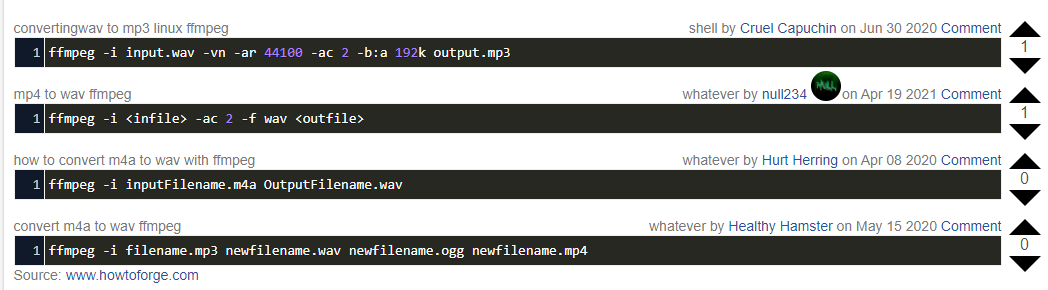 convertingwav to mp3 linux ffmpeg shell by Cruel Capuchin on Jun 30 2020 Comment
1 ffmpeg -i input.wav -vn -ar 44100 -ac 2 -b:a 192k output.mp3 1
mp4 to wav ffmpeg whatever by null234 NULL on Apr 19 2021 Comment
1 ffmpeg -i <infile> -ac 2 -f wav <outfile> 1
how to convert m4a to wav with ffmpeg whatever by Hurt Herring on Apr 08 2020 Comment
1 ffmpeg -i inputFilename.m4a OutputFilename.wav 0
convert m4a to wav ffmpeg whatever by Healthy Hamster on May 15 2020 Comment
1 ffmpeg -i filename.mp3 newfilename.wav newfilename.ogg newfilename.mp4 0
Source: www.howtoforge.com